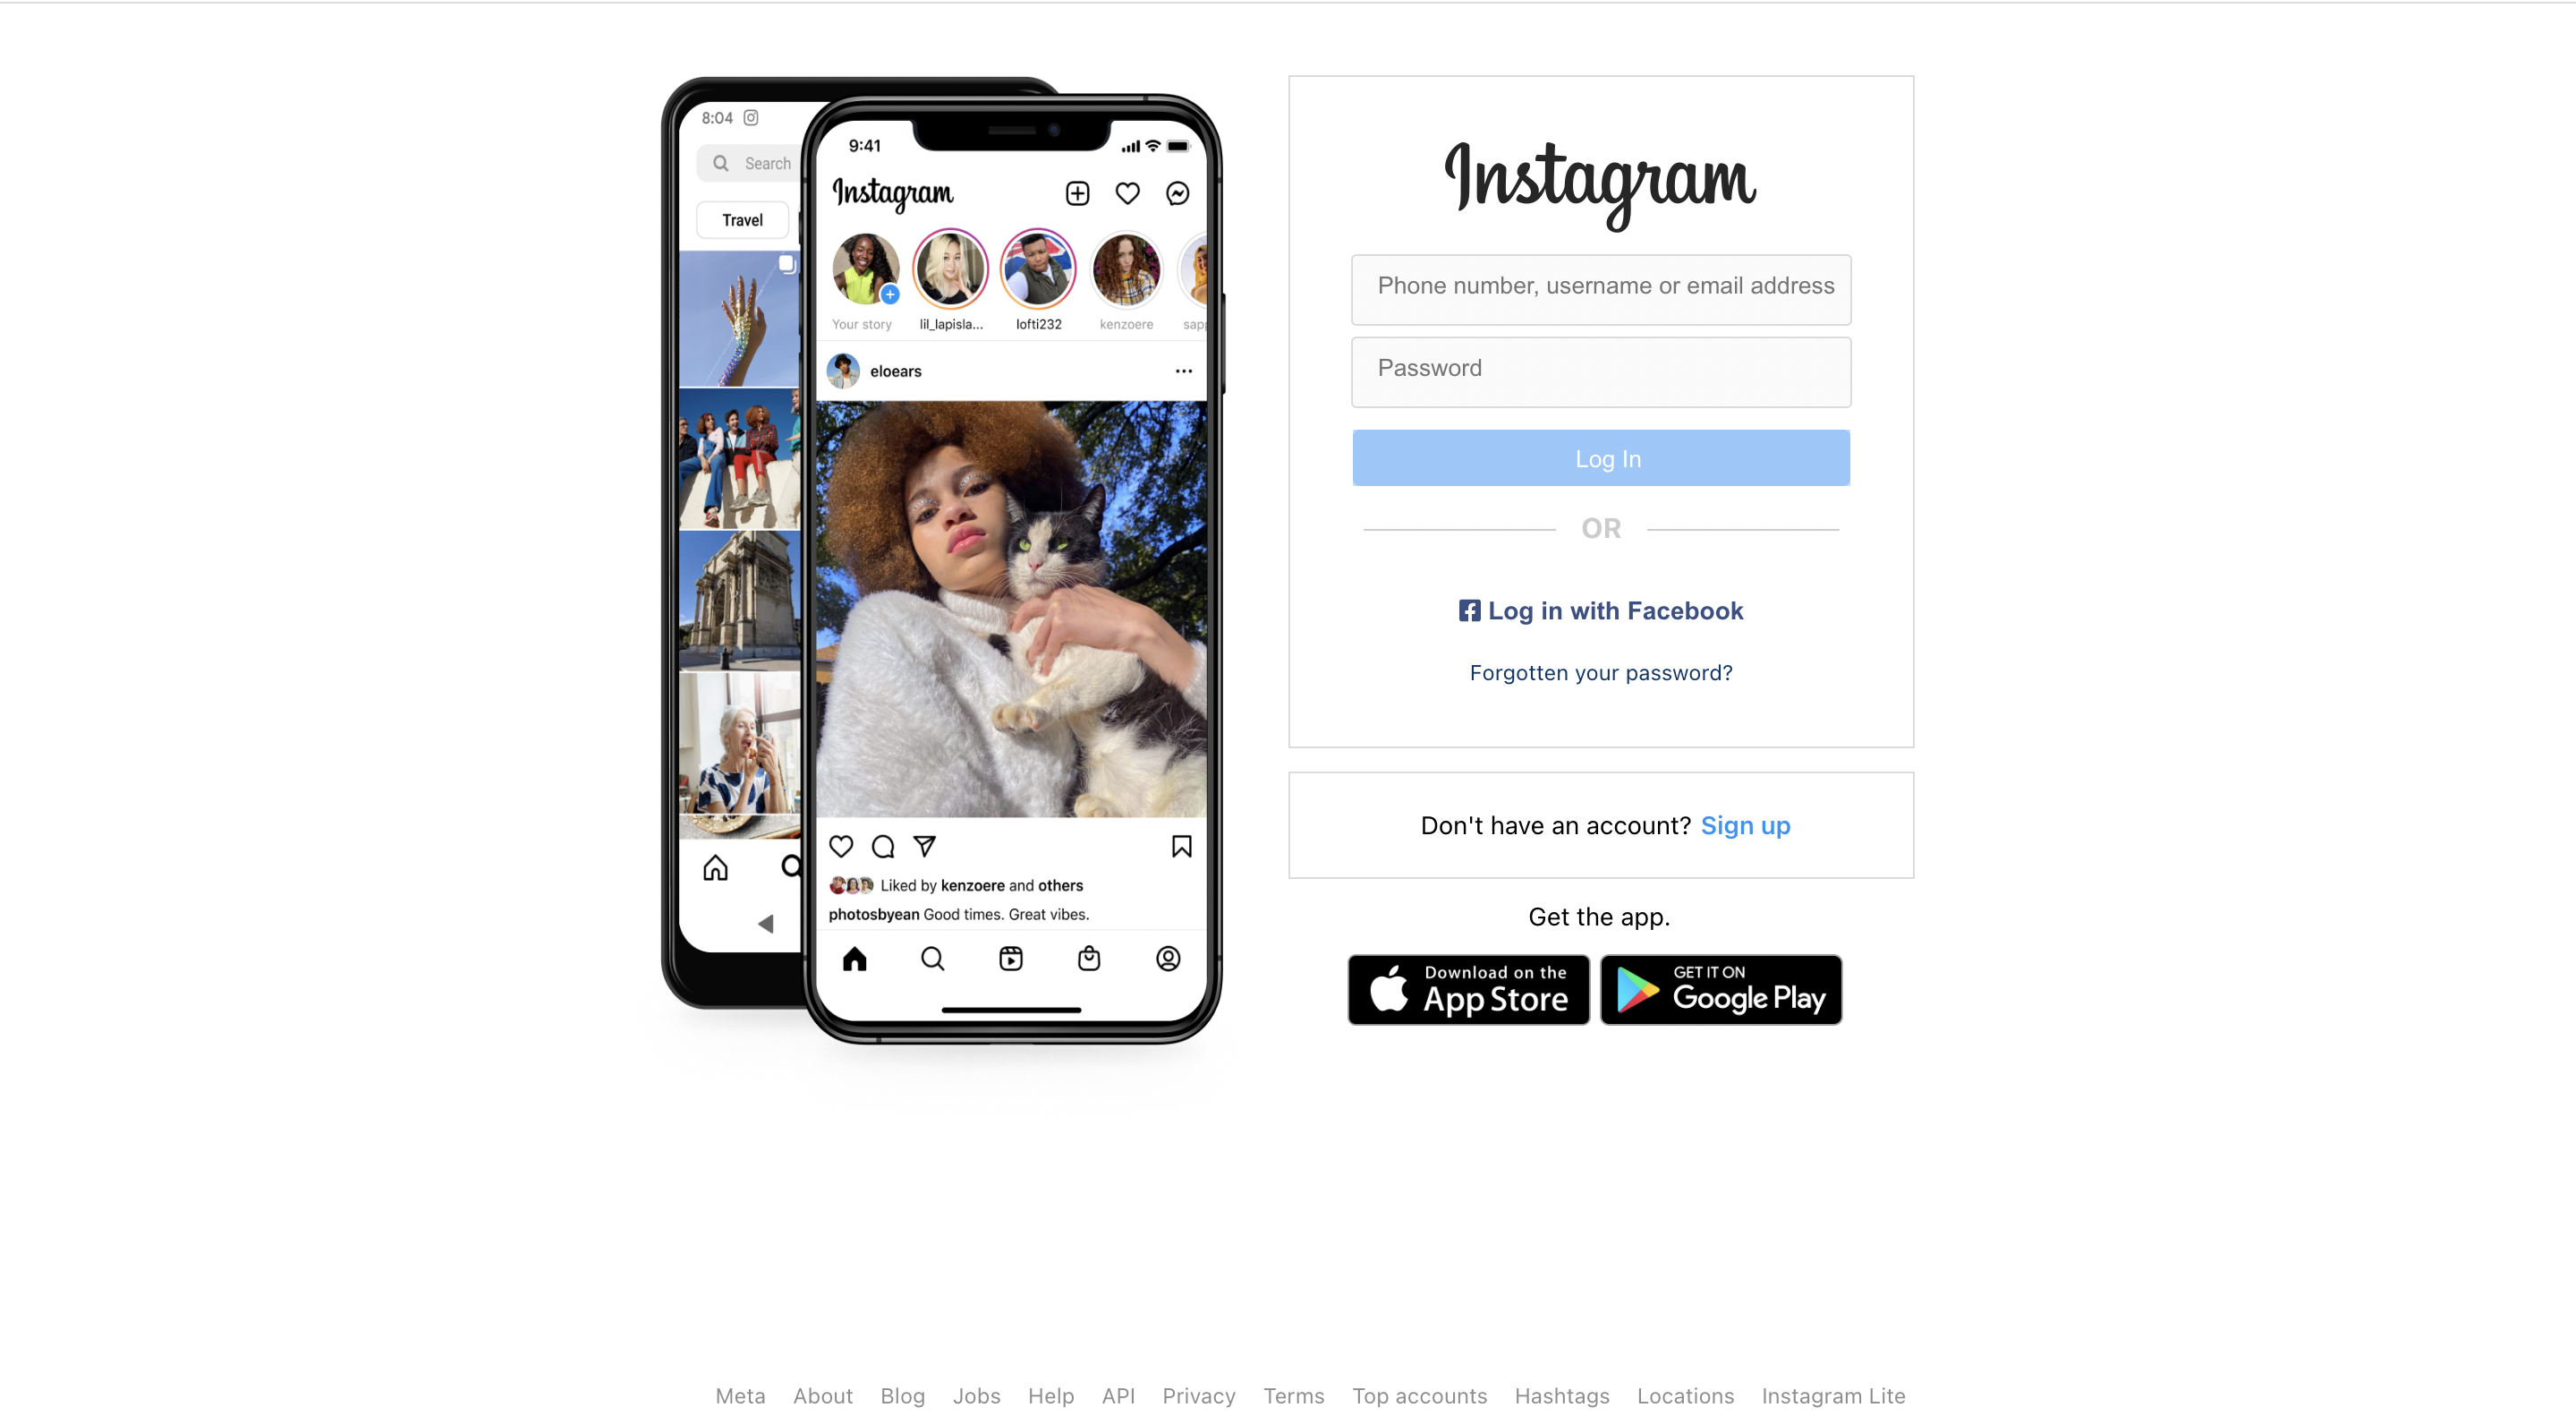 8:04
Search
Travel
9:41
Instagram
Your story
lil_lapisla...
lofti232
kenzoere
eloears
Liked by kenzoere and others
photosbyean Good times. Great vibes.
Instagram
Phone number, username or email address
Password
Log In
OR
Log in with Facebook
Forgotten your password?
Don't have an account? Sign up
Get the app.
Download on the
App Store
GET IT ON
Google Play
Meta About Blog Jobs Help API Privacy Terms Top accounts Hashtags Locations Instagram Lite